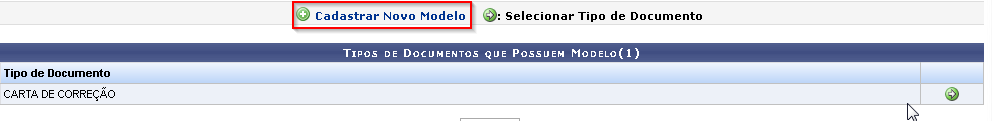 Cadastrar Novo Modelo : Selecionar Tipo de Documento
Tipos de Documentos que Possuem Modelo(1)
Tipo de Documento
CARTA DE CORREÇÃO